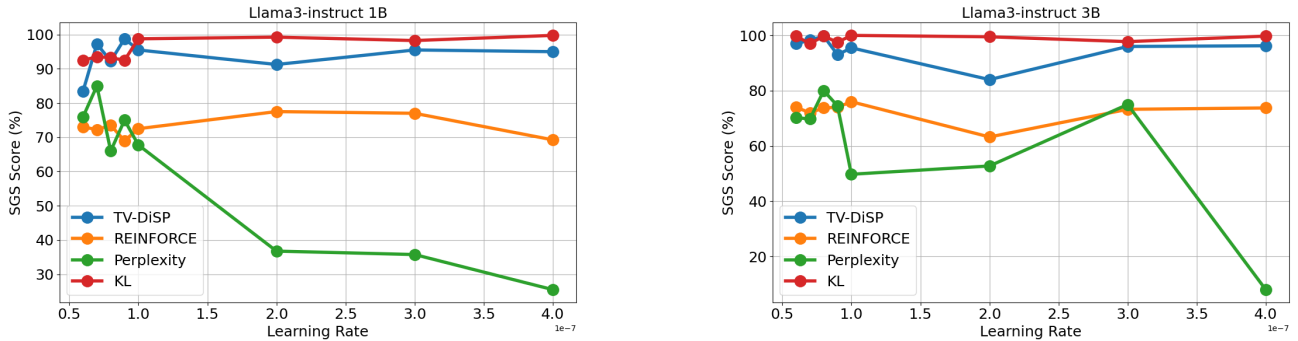 Llama3-instruct 1B
SGS Score (%)
100
90
80
70
60
50
40
30
TV-DiSP
REINFORCE
Perplexity
KL
0.5 1.0 1.5 2.0 2.5 3.0 3.5 4.0
1e-7
Learning Rate
Llama3-instruct 3B
SGS Score (%)
100
80
60
40
20
TV-DiSP
REINFORCE
Perplexity
KL
0.5 1.0 1.5 2.0 2.5 3.0 3.5 4.0
1e-7
Learning Rate